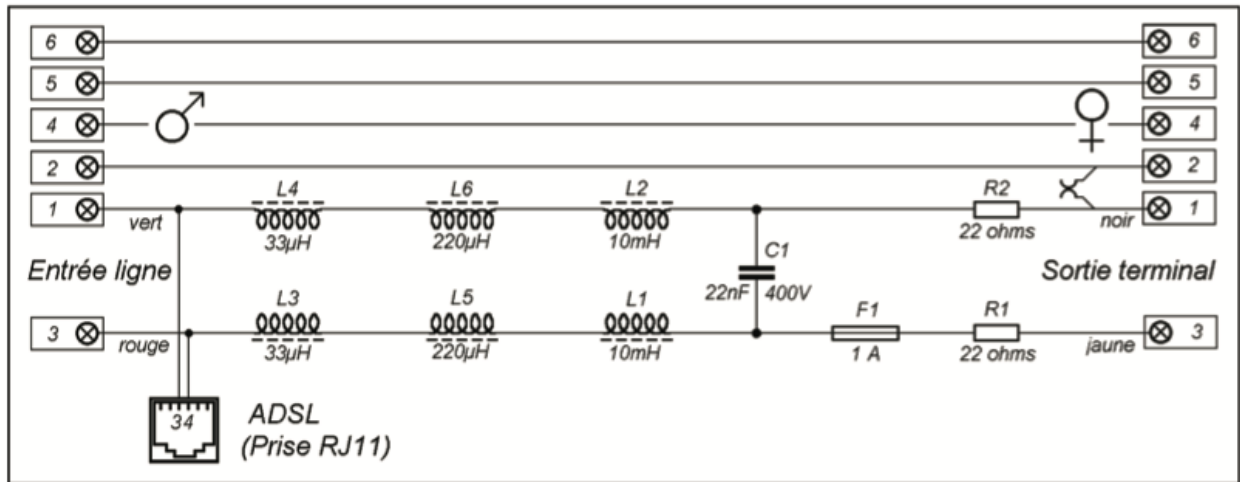 6 6
5 5
4 4
2 2
L4 L6 L2 R2
1 vert 33µH 220µH 10mH 22 ohms noir 1
C1
Entrée ligne 22nF 400V Sortie terminal
L3 L5 L1 F1 R1
3 rouge 33µH 220µH 10mH 1 A 22 ohms jaune 3
34 ADSL
(Prise RJ11)